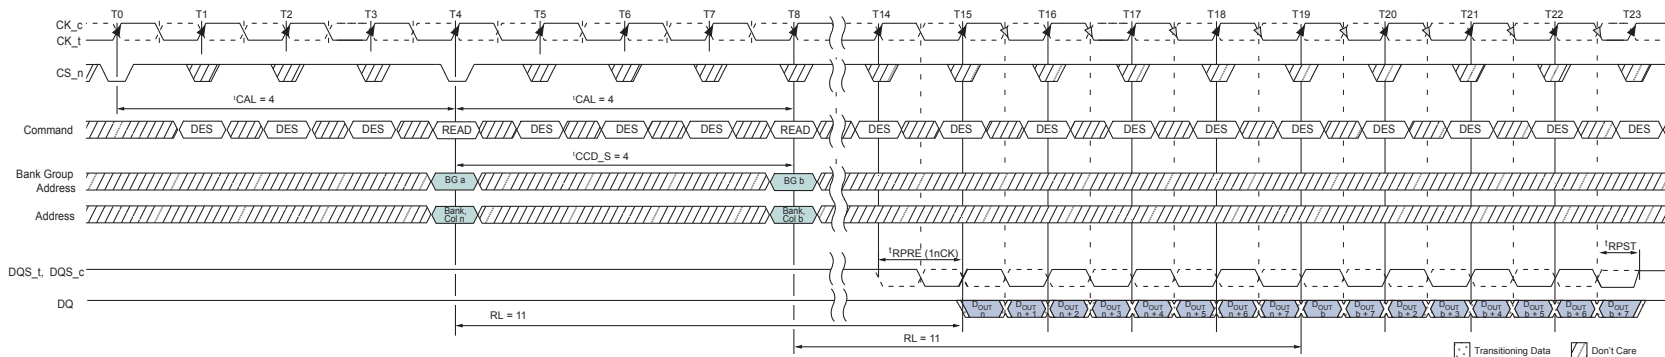 T0 T1 T2 T3 T4 T5 T6 T7 T8 T14 T15 T16 T17 T18 T19 T20 T21 T22 T23
CK_c
CK_t
CS_n
tCAL = 4 tCAL = 4
Command DES DES DES READ DES DES DES READ DES DES DES DES DES DES DES DES DES DES
tCCD_S = 4
Bank Group
Address
BG a BG b
Address
Bank, Bank,
Col n Col b
tRPRE (1nCK) tRPST
DQS_t, DQS_c
DQ
DOUT DOUT DOUT DOUT DOUT DOUT DOUT DOUT DOUT DOUT DOUT DOUT DOUT DOUT DOUT DOUT
n n + 1 n + 2 n + 3 n + 4 n + 5 n + 6 n + 7 b b + 7 b + 2 b + 3 b + 4 b + 5 b + 6 b + 7
RL = 11
RL = 11
Transitioning Data Don't Care